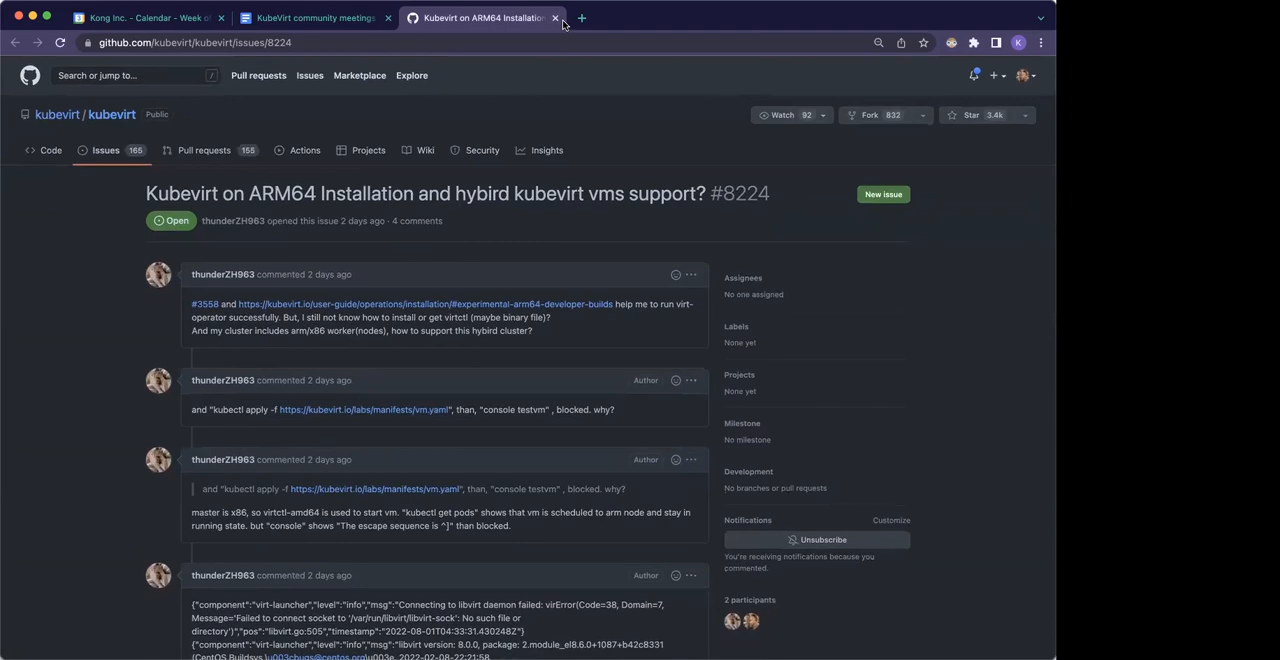 Kong Inc. - Calendar - Week of
KubeVirt community meetings
Kubevirt on ARM64 Installation
github.com/kubevirt/kubevirt/issues/8224
K
Search or jump to...
/
Pull requests
Issues
Marketplace
Explore
kubevirt / kubevirt
Public
Watch 92
Fork 832
Star 3.4k
Code
Issues 165
Pull requests 155
Actions
Projects
Wiki
Security
Insights
Kubevirt on ARM64 Installation and hybird kubevirt vms support? #8224
New issue
Open
thunderZH963 opened this issue 2 days ago · 4 comments
thunderZH963 commented 2 days ago
#3558 and https://kubevirt.io/user-guide/operations/installation/#experimental-arm64-developer-builds help me to run virt-
operator successfully. But, I still not know how to install or get virtctl (maybe binary file)?
And my cluster includes arm/x86 worker(nodes), how to support this hybird cluster?
thunderZH963 commented 2 days ago
Author
and "kubectl apply -f https://kubevirt.io/labs/manifests/vm.yaml", than, "console testvm" , blocked. why?
thunderZH963 commented 2 days ago
Author
and "kubectl apply -f https://kubevirt.io/labs/manifests/vm.yaml", than, "console testvm" , blocked. why?
master is x86, so virtctl-amd64 is used to start vm. "kubectl get pods" shows that vm is scheduled to arm node and stay in
running state. but "console" shows "The escape sequence is ^]" than blocked.
thunderZH963 commented 2 days ago
Author
{"component":"virt-launcher","level":"info","msg":"Connecting to libvirt daemon failed: virError(Code=38, Domain=7,
Message='Failed to connect socket to '/var/run/libvirt/libvirt-sock': No such file or
directory')","pos":"libvirt.go:505","timestamp":"2022-08-01T04:33:31.430248Z"}
{"component":"virt-launcher","level":"info","msg":"libvirt version: 8.0.0, package: 2.module_el8.6.0+1087+b42c8331
(CentOS Buildsys \u003cbugs@centos.org\u003e, 2022-02-08-22:21:58,
Assignees
No one assigned
Labels
None yet
Projects
None yet
Milestone
No milestone
Development
No branches or pull requests
Notifications
Customize
Unsubscribe
You're receiving notifications because you
commented.
2 participants